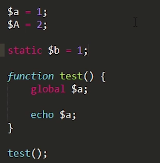 $a = 1;
$A = 2;
static $b = 1;
function test() {
global $a;
echo $a;
}
test();